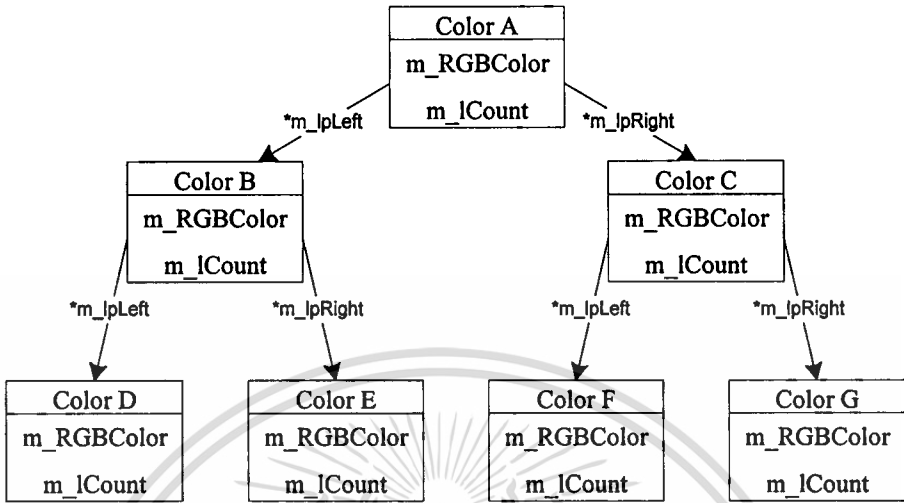 Color A
m_RGBColor
m_lCount
*m_lpLeft
*m_lpRight
Color B
m_RGBColor
m_lCount
Color C
m_RGBColor
m_lCount
*m_lpLeft
*m_lpRight
*m_lpLeft
*m_lpRight
Color D
m_RGBColor
m_lCount
Color E
m_RGBColor
m_lCount
Color F
m_RGBColor
m_lCount
Color G
m_RGBColor
m_lCount